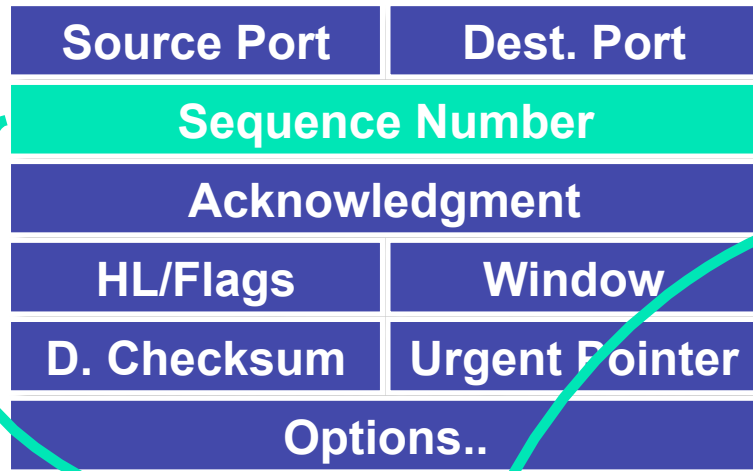 Source Port Dest. Port
Sequence Number
Acknowledgment
HL/Flags Window
D. Checksum Urgent Pointer
Options..